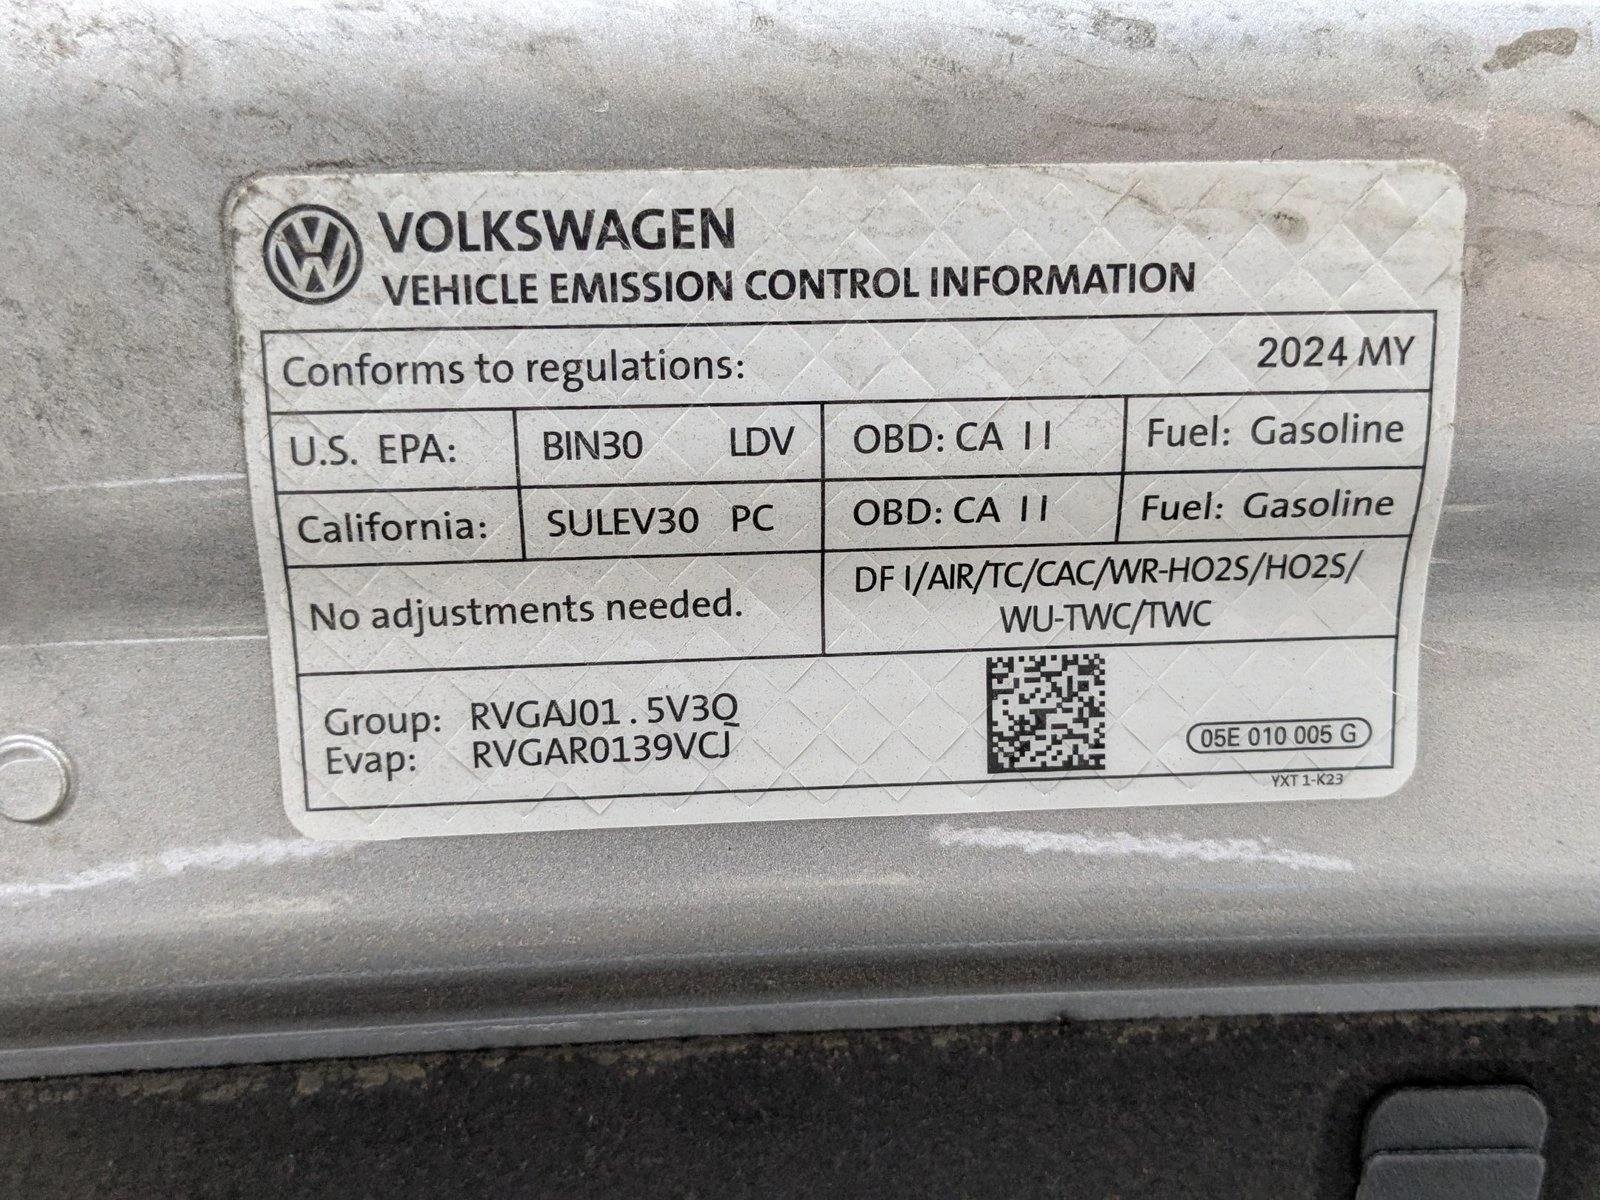 VOLKSWAGEN
VEHICLE EMISSION CONTROL INFORMATION
Conforms to regulations: 2024 MY
U.S. EPA: BIN30 LDV OBD: CA II Fuel: Gasoline
California: SULEV30 PC OBD: CA II Fuel: Gasoline
No adjustments needed.
DFI/AIR/TC/CAC/WR-HO2S/HO2S/
WU-TWC/TWC
Group: RVGAJ01.5V3Q
Evap: RVGAR0139VCJ
05E 010 005 G
YXT 1-K23